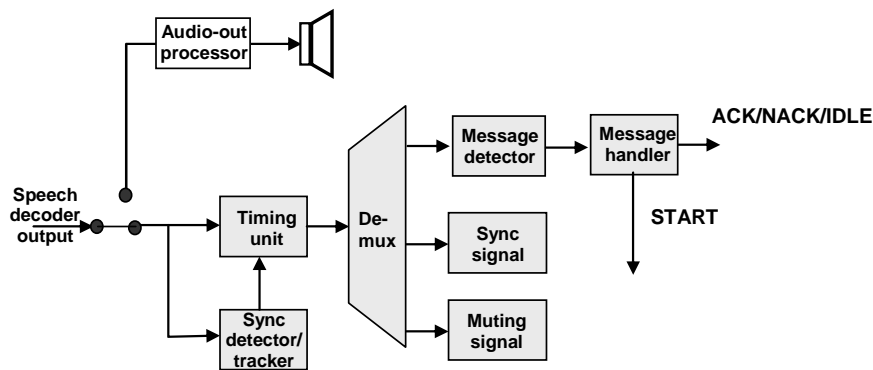 Audio-out
processor
ACK/NACK/IDLE
Message
detector
Message
handler
Speech
decoder
output
Timing
unit
De-
mux
START
Sync
signal
Sync
detector/
tracker
Muting
signal